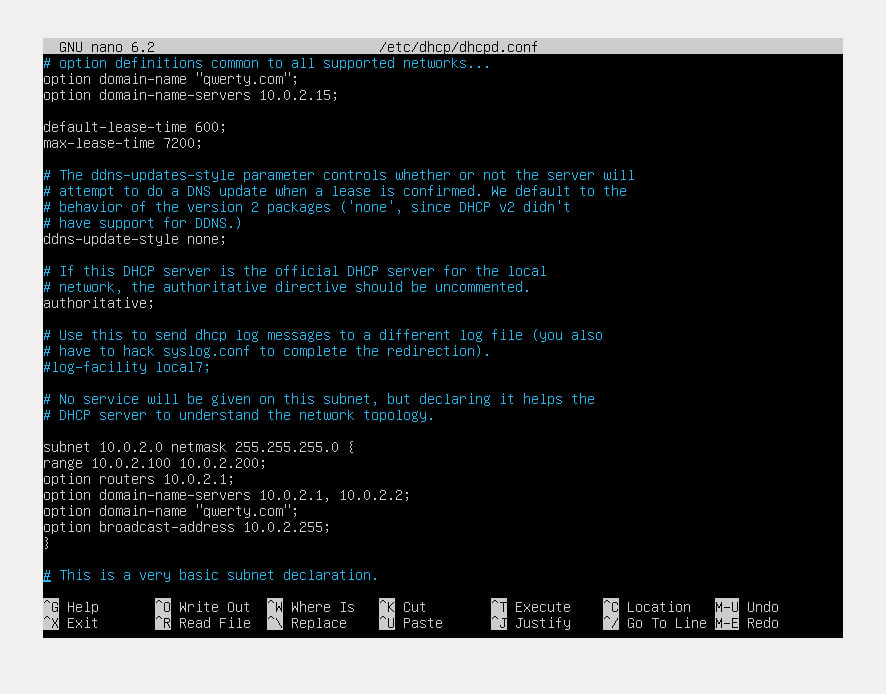 GNU nano 6.2 /etc/dhcp/dhcpd.conf
# option definitions common to all supported networks...
option domain-name "qwerty.com";
option domain-name-servers 10.0.2.15;
default-lease-time 600;
max-lease-time 7200;
# The ddns-updates-style parameter controls whether or not the server will
# attempt to do a DNS update when a lease is confirmed. We default to the
# behavior of the version 2 packages ('none', since DHCP v2 didn't
# have support for DDNS.)
ddns-update-style none;
# If this DHCP server is the official DHCP server for the local
# network, the authoritative directive should be uncommented.
authoritative;
# Use this to send dhcp log messages to a different log file (you also
# have to hack syslog.conf to complete the redirection).
#log-facility local7;
# No service will be given on this subnet, but declaring it helps the
# DHCP server to understand the network topology.
subnet 10.0.2.0 netmask 255.255.255.0 {
range 10.0.2.100 10.0.2.200;
option routers 10.0.2.1;
option domain-name-servers 10.0.2.1, 10.0.2.2;
option domain-name "qwerty.com";
option broadcast-address 10.0.2.255;
}
# This is a very basic subnet declaration.
^G Help ^O Write Out ^W Where Is ^K Cut ^T Execute ^C Location M-U Undo
^X Exit ^R Read File ^\ Replace ^U Paste ^J Justify ^/ Go To Line M-E Redo